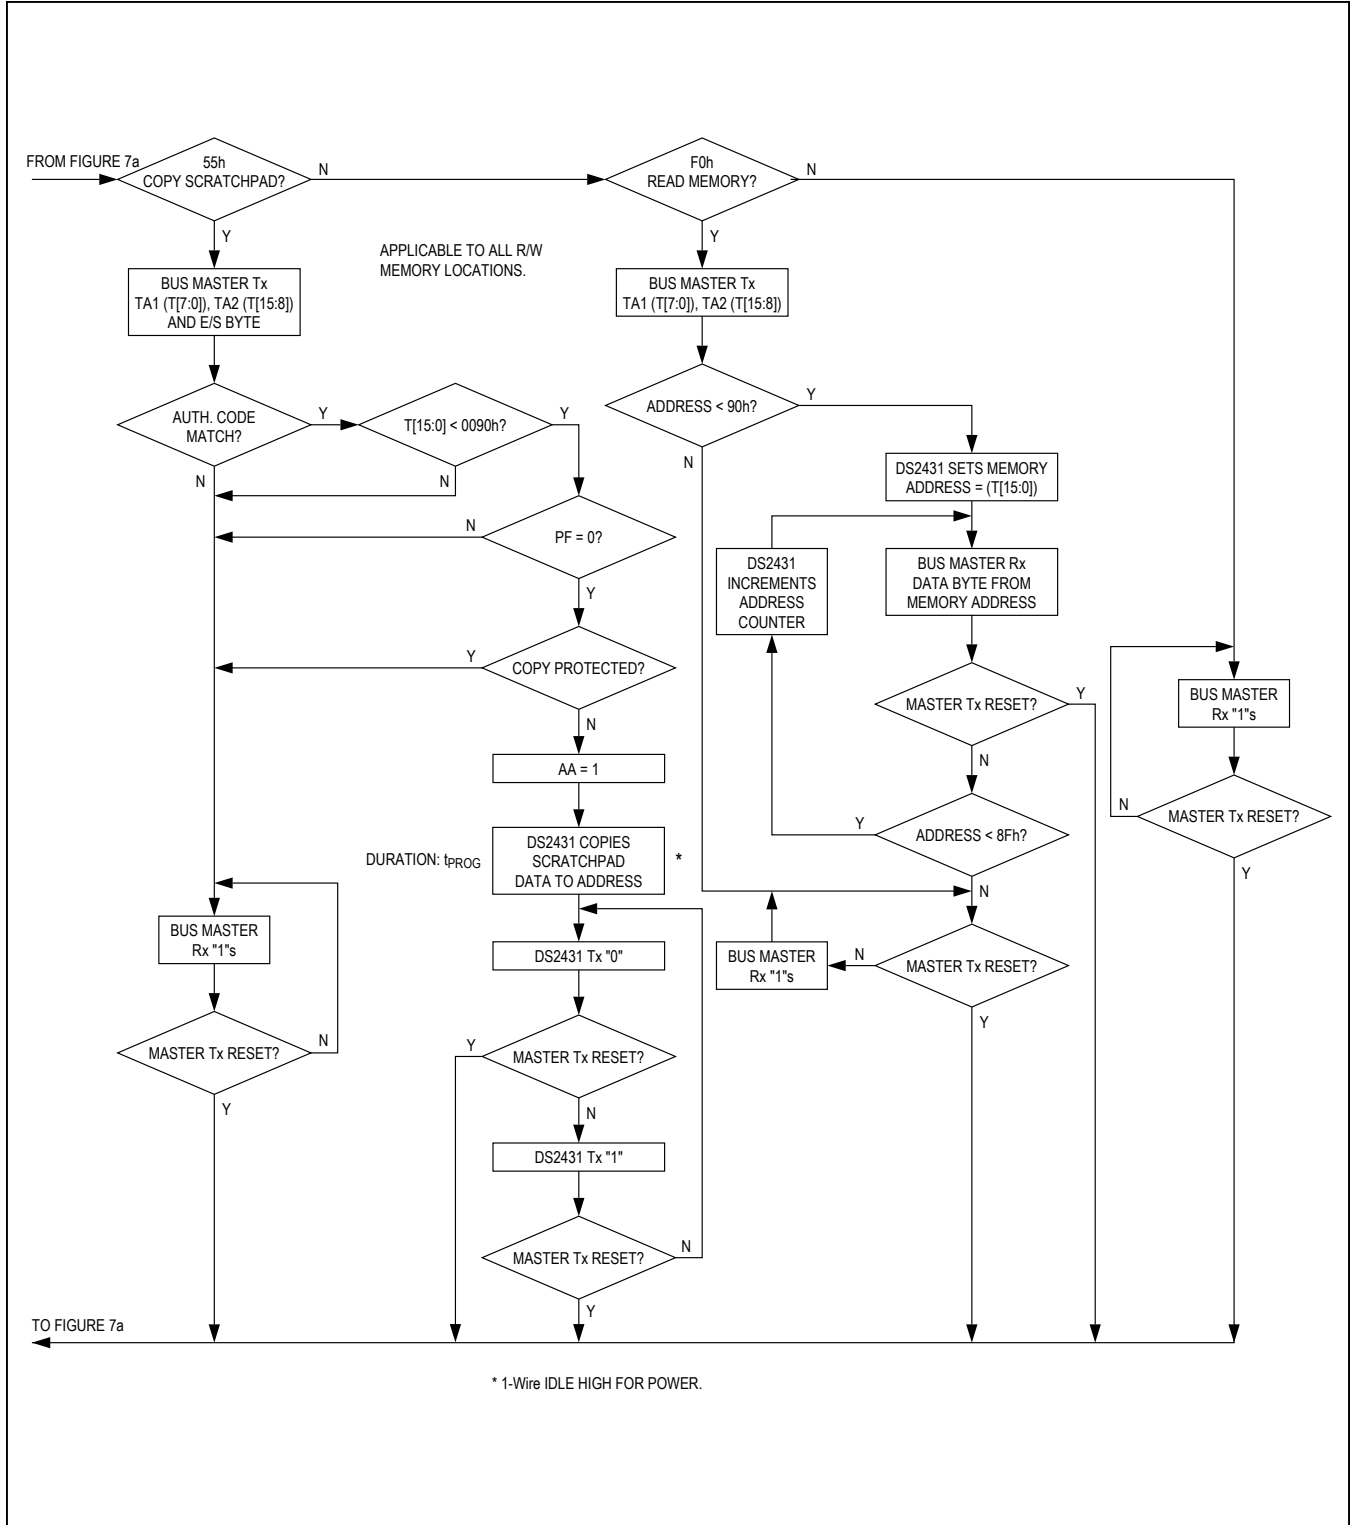 FROM FIGURE 7a
55h
COPY SCRATCHPAD?
N
Y
F0h
READ MEMORY?
N
Y
APPLICABLE TO ALL R/W
MEMORY LOCATIONS.
BUS MASTER Tx
TA1 (T[7:0]), TA2 (T[15:8])
AND E/S BYTE
BUS MASTER Tx
TA1 (T[7:0]), TA2 (T[15:8])
AUTH. CODE
MATCH?
Y
N
T[15:0] < 0090h?
Y
N
ADDRESS < 90h?
Y
N
DS2431 SETS MEMORY
ADDRESS = (T[15:0])
PF = 0?
N
Y
DS2431
INCREMENTS
ADDRESS
COUNTER
BUS MASTER Rx
DATA BYTE FROM
MEMORY ADDRESS
COPY PROTECTED?
Y
N
MASTER Tx RESET?
Y
N
BUS MASTER
Rx "1"s
AA = 1
ADDRESS < 8Fh?
Y
N
MASTER Tx RESET?
N
Y
DURATION: tPROG
DS2431 COPIES
SCRATCHPAD
DATA TO ADDRESS
*
BUS MASTER
Rx "1"s
DS2431 Tx "0"
BUS MASTER
Rx "1"s
N
MASTER Tx RESET?
Y
MASTER Tx RESET?
N
Y
MASTER Tx RESET?
Y
N
DS2431 Tx "1"
MASTER Tx RESET?
N
Y
TO FIGURE 7a
* 1-Wire IDLE HIGH FOR POWER.